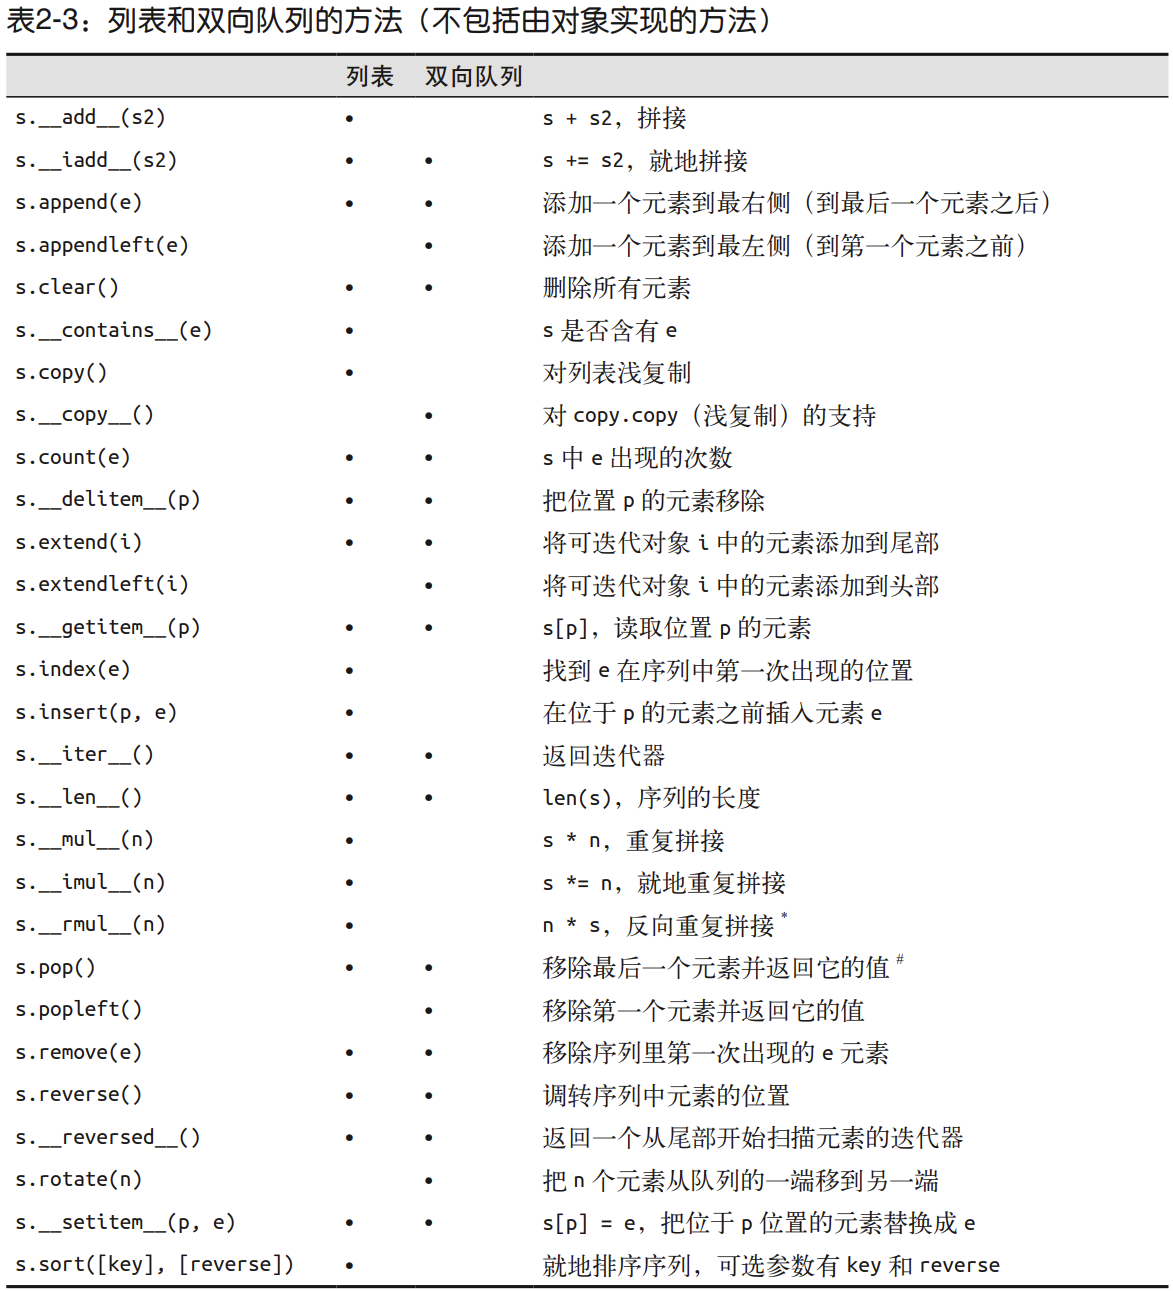 表2-3：列表和双向队列的方法（不包括由对象实现的方法）
列表 双向队列
s.__add__(s2) • s + s2，拼接
s.__iadd__(s2) • • s += s2，就地拼接
s.append(e) • • 添加一个元素到最右侧（到最后一个元素之后）
s.appendleft(e) • 添加一个元素到最左侧（到第一个元素之前）
s.clear() • • 删除所有元素
s.__contains__(e) • s 是否含有 e
s.copy() • 对列表浅复制
s.__copy__() • 对 copy.copy（浅复制）的支持
s.count(e) • • s 中 e 出现的次数
s.__delitem__(p) • • 把位置 p 的元素移除
s.extend(i) • • 将可迭代对象 i 中的元素添加到尾部
s.extendleft(i) • 将可迭代对象 i 中的元素添加到头部
s.__getitem__(p) • • s[p]，读取位置 p 的元素
s.index(e) • 找到 e 在序列中第一次出现的位置
s.insert(p, e) • 在位于 p 的元素之前插入元素 e
s.__iter__() • • 返回迭代器
s.__len__() • • len(s)，序列的长度
s.__mul__(n) • s * n，重复拼接
s.__imul__(n) • s *= n，就地重复拼接
s.__rmul__(n) • n * s，反向重复拼接 *
s.pop() • • 移除最后一个元素并返回它的值 #
s.popleft() • 移除第一个元素并返回它的值
s.remove(e) • • 移除序列里第一次出现的 e 元素
s.reverse() • • 调转序列中元素的位置
s.__reversed__() • • 返回一个从尾部开始扫描元素的迭代器
s.rotate(n) • 把 n 个元素从队列的一端移到另一端
s.__setitem__(p, e) • • s[p] = e，把位于 p 位置的元素替换成 e
s.sort([key], [reverse]) • 就地排序序列，可选参数有 key 和 reverse